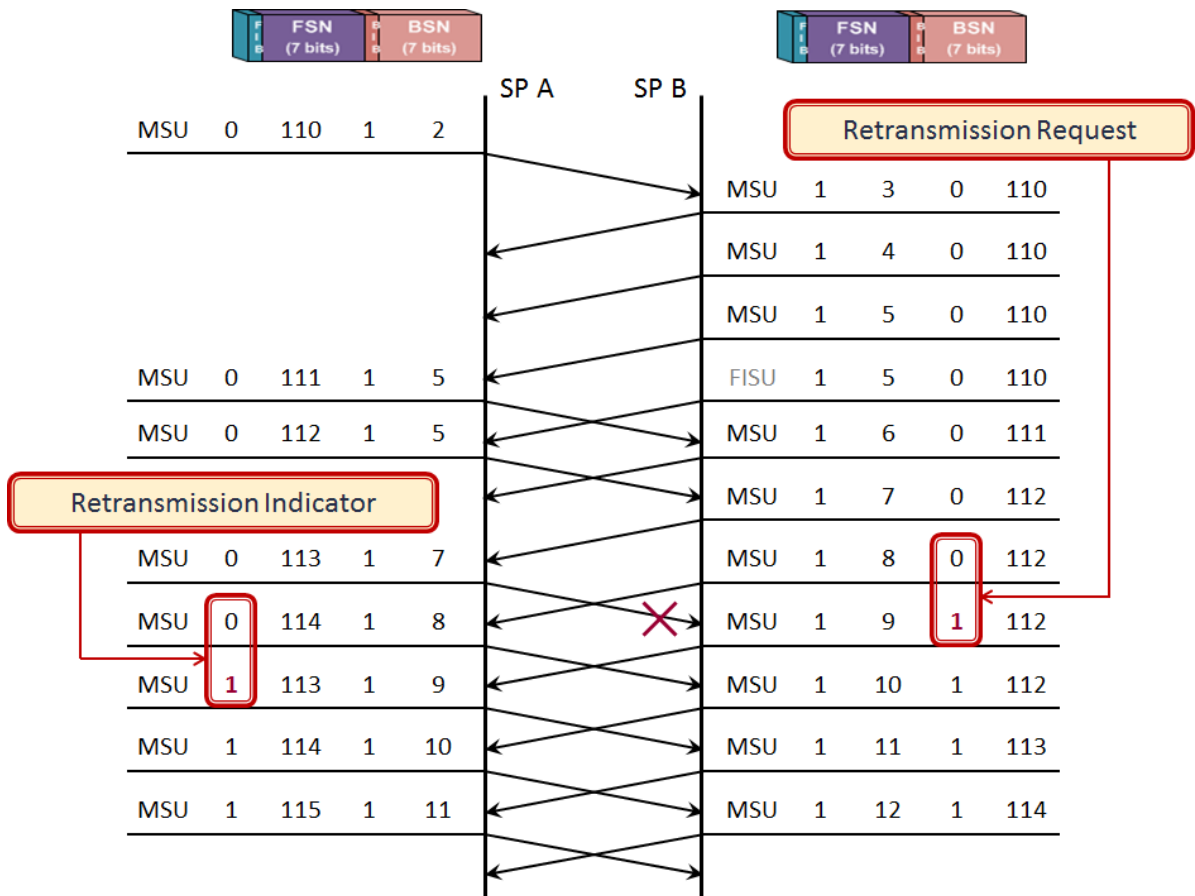 FIB FSN (7 bits) BIB BSN (7 bits)
FIB FSN (7 bits) BIB BSN (7 bits)
SP A SP B
Retransmission Request
MSU 0 110 1 2
MSU 1 3 0 110
MSU 1 4 0 110
MSU 1 5 0 110
MSU 0 111 1 5 FISU 1 5 0 110
MSU 0 112 1 5 MSU 1 6 0 111
Retransmission Indicator MSU 1 7 0 112
MSU 0 113 1 7 MSU 1 8 0 112
MSU 0 114 1 8 MSU 1 9 1 112
MSU 1 113 1 9 MSU 1 10 1 112
MSU 1 114 1 10 MSU 1 11 1 113
MSU 1 115 1 11 MSU 1 12 1 114